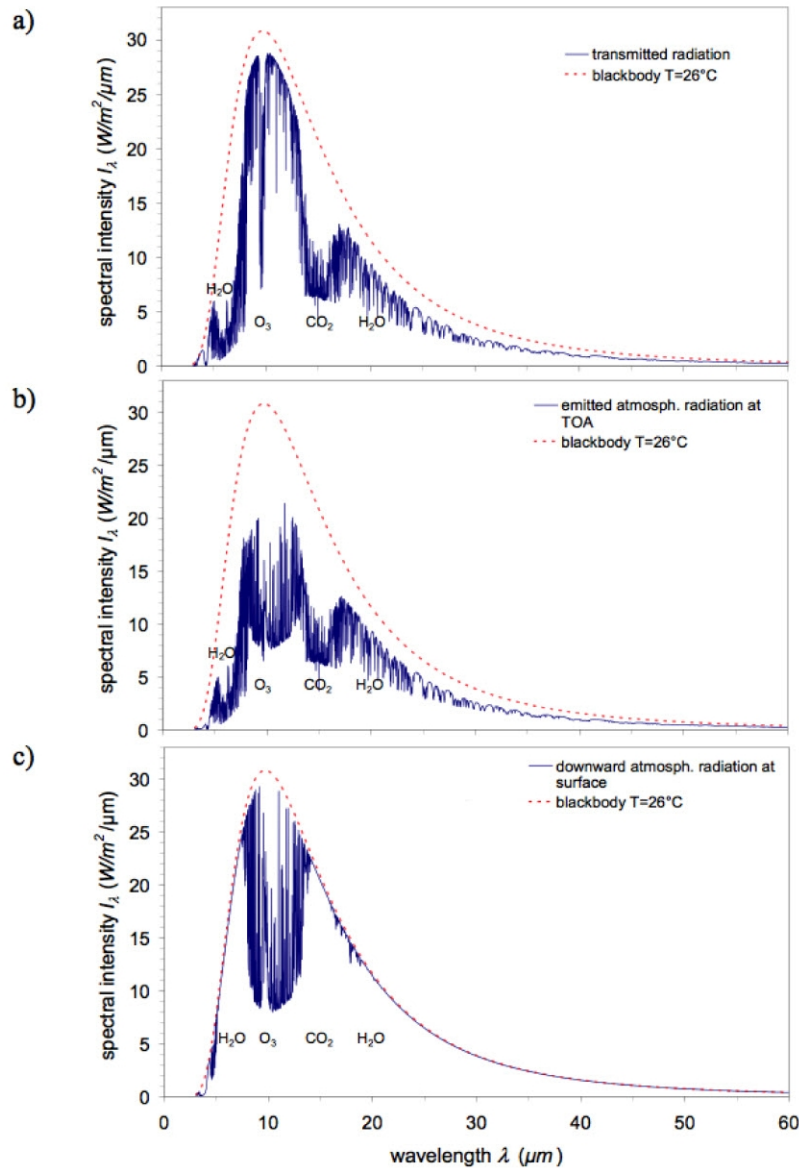 a)
spectral intensity Iλ (W/m²/µm)
30
25
20
15
10
5
0
transmitted radiation
blackbody T=26°C
H₂O
O₃
CO₂
H₂O
b)
spectral intensity Iλ (W/m²/µm)
30
25
20
15
10
5
0
emitted atmosph. radiation at
TOA
blackbody T=26°C
H₂O
O₃
CO₂
H₂O
c)
spectral intensity Iλ (W/m²/µm)
30
25
20
15
10
5
0
downward atmosph. radiation at
surface
blackbody T=26°C
H₂O O₃ CO₂ H₂O
0 10 20 30 40 50 60
wavelength λ (µm)